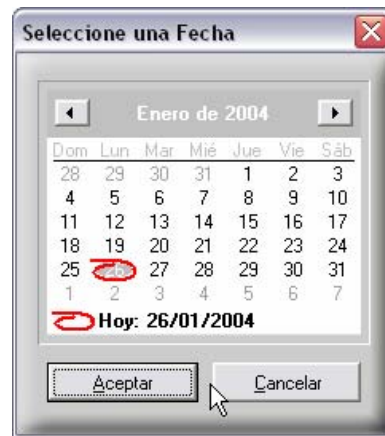 Seleccione una Fecha
Enero de 2004
Dom Lun Mar Mié Jue Vie Sáb
28 29 30 31 1 2 3
4 5 6 7 8 9 10
11 12 13 14 15 16 17
18 19 20 21 22 23 24
25 26 27 28 29 30 31
1 2 3 4 5 6 7
Hoy: 26/01/2004
Aceptar Cancelar